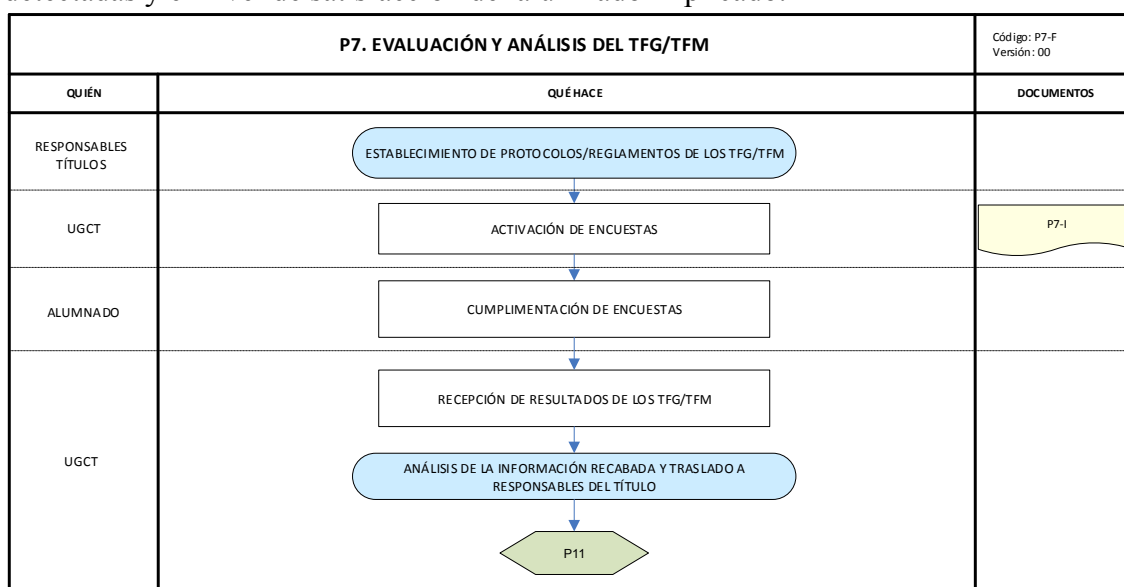 P7. EVALUACIÓN Y ANÁLISIS DEL TFG/TFM
Código: P7-F
Versión: 00
QUIÉN
QUÉ HACE
DOCUMENTOS
RESPONSABLES
TÍTULOS
ESTABLECIMIENTO DE PROTOCOLOS/REGLAMENTOS DE LOS TFG/TFM
UGCT
ACTIVACIÓN DE ENCUESTAS
P7-I
ALUMNADO
CUMPLIMENTACIÓN DE ENCUESTAS
RECEPCIÓN DE RESULTADOS DE LOS TFG/TFM
UGCT
ANÁLISIS DE LA INFORMACIÓN RECABADA Y TRASLADO A
RESPONSABLES DEL TÍTULO
P11